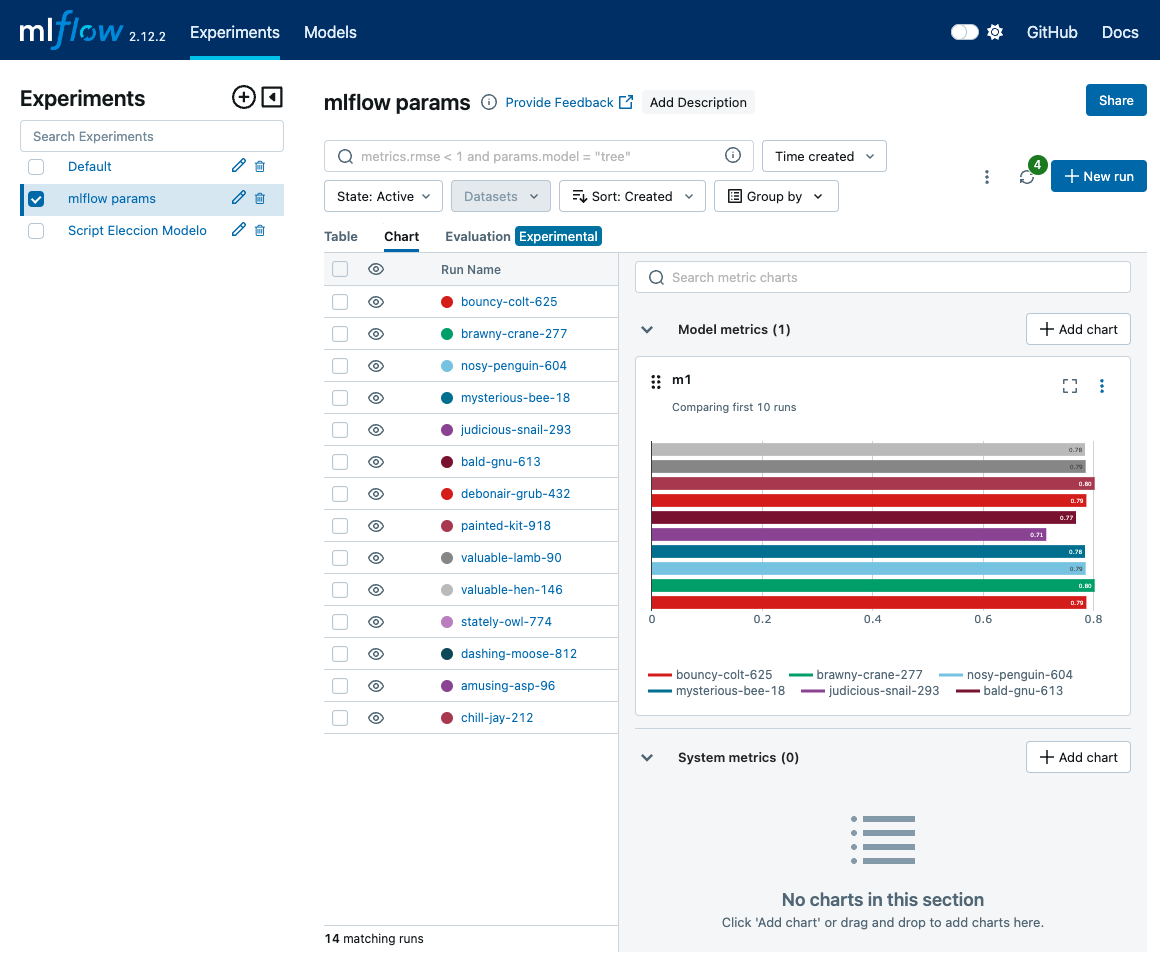 mlflow 2.12.2 Experiments Models GitHub Docs
Experiments
Search Experiments
Default
mlflow params
Script Eleccion Modelo
mlflow params Provide Feedback Add Description Share
metrics.rmse < 1 and params.model = "tree" Time created
4
New run
State: Active Datasets Sort: Created Group by
Table Chart Evaluation Experimental
Run Name
bouncy-colt-625
brawny-crane-277
nosy-penguin-604
mysterious-bee-18
judicious-snail-293
bald-gnu-613
debonair-grub-432
painted-kit-918
valuable-lamb-90
valuable-hen-146
stately-owl-774
dashing-moose-812
amusing-asp-96
chill-jay-212
14 matching runs
Search metric charts
Model metrics (1) Add chart
m1
Comparing first 10 runs
0.78
0.79
0.80
0.79
0.77
0.71
0.78
0.79
0.80
0.79
0 0.2 0.4 0.6 0.8
bouncy-colt-625 brawny-crane-277 nosy-penguin-604
mysterious-bee-18 judicious-snail-293 bald-gnu-613
System metrics (0) Add chart
No charts in this section
Click 'Add chart' or drag and drop to add charts here.